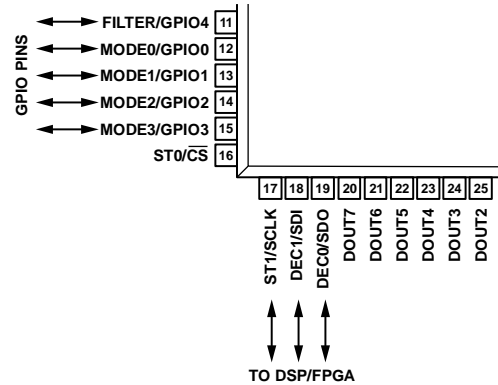 GPIO PINS
FILTER/GPIO4 11
MODE0/GPIO0 12
MODE1/GPIO1 13
MODE2/GPIO2 14
MODE3/GPIO3 15
ST0/C̅S̅ 16
17 18 19 20 21 22 23 24 25
ST1/SCLK
DEC1/SDI
DEC0/SDO
DOUT7
DOUT6
DOUT5
DOUT4
DOUT3
DOUT2
TO DSP/FPGA